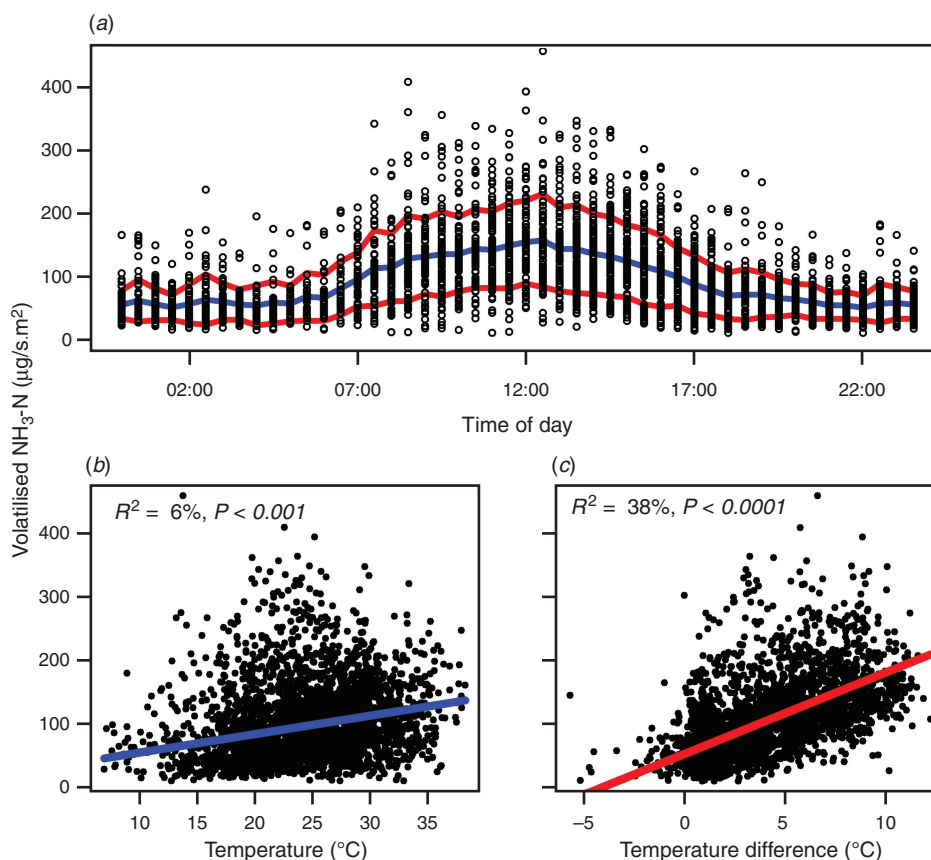 (a)
Volatilised NH3-N (µg/s.m2)
400
300
200
100
0
02:00 07:00 12:00 17:00 22:00
Time of day
(b)
R2 = 6%, P < 0.001
400
300
200
100
0
10 15 20 25 30 35
Temperature (°C)
(c)
R2 = 38%, P < 0.0001
–5 0 5 10
Temperature difference (°C)